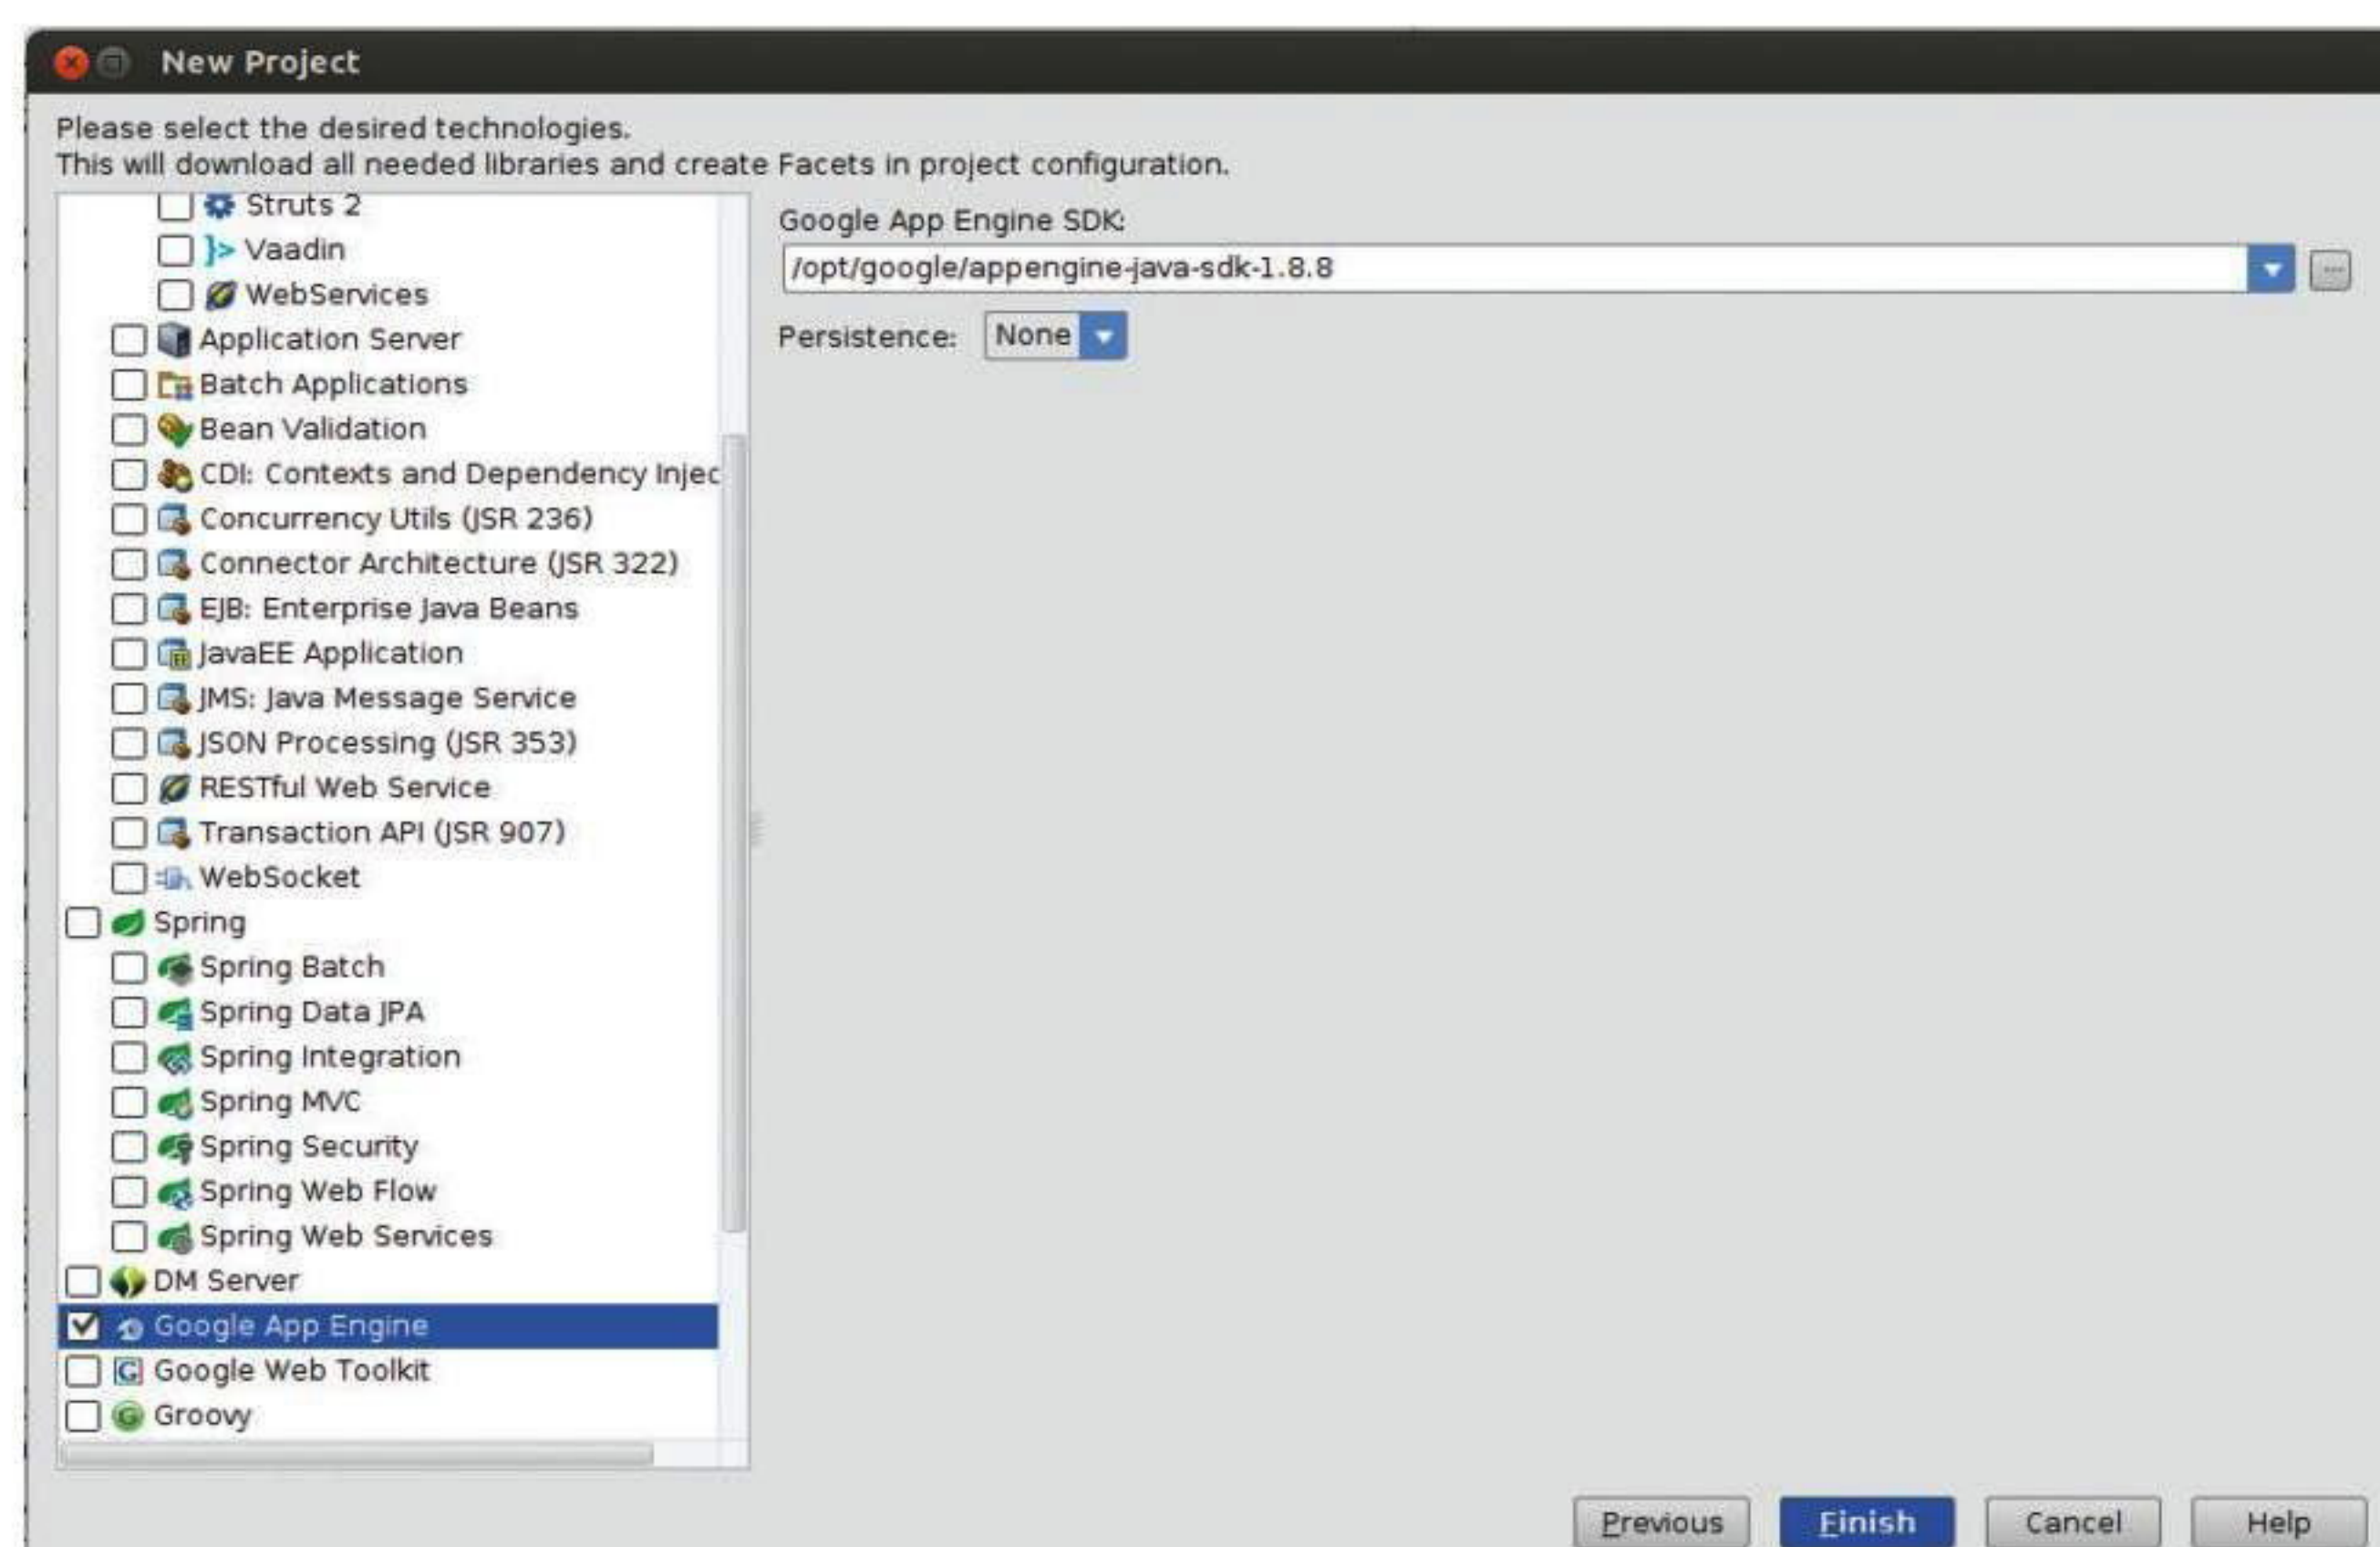 New Project
Please select the desired technologies.
This will download all needed libraries and create Facets in project configuration.
Struts 2
Vaadin
WebServices
Application Server
Batch Applications
Bean Validation
CDI: Contexts and Dependency Injec
Concurrency Utils (JSR 236)
Connector Architecture (JSR 322)
EJB: Enterprise Java Beans
JavaEE Application
JMS: Java Message Service
JSON Processing (JSR 353)
RESTful Web Service
Transaction API (JSR 907)
WebSocket
Spring
Spring Batch
Spring Data JPA
Spring Integration
Spring MVC
Spring Security
Spring Web Flow
Spring Web Services
DM Server
Google App Engine
Google Web Toolkit
Groovy
Google App Engine SDK:
/opt/google/appengine-java-sdk-1.8.8
...
Persistence: None
Previous Finish Cancel Help